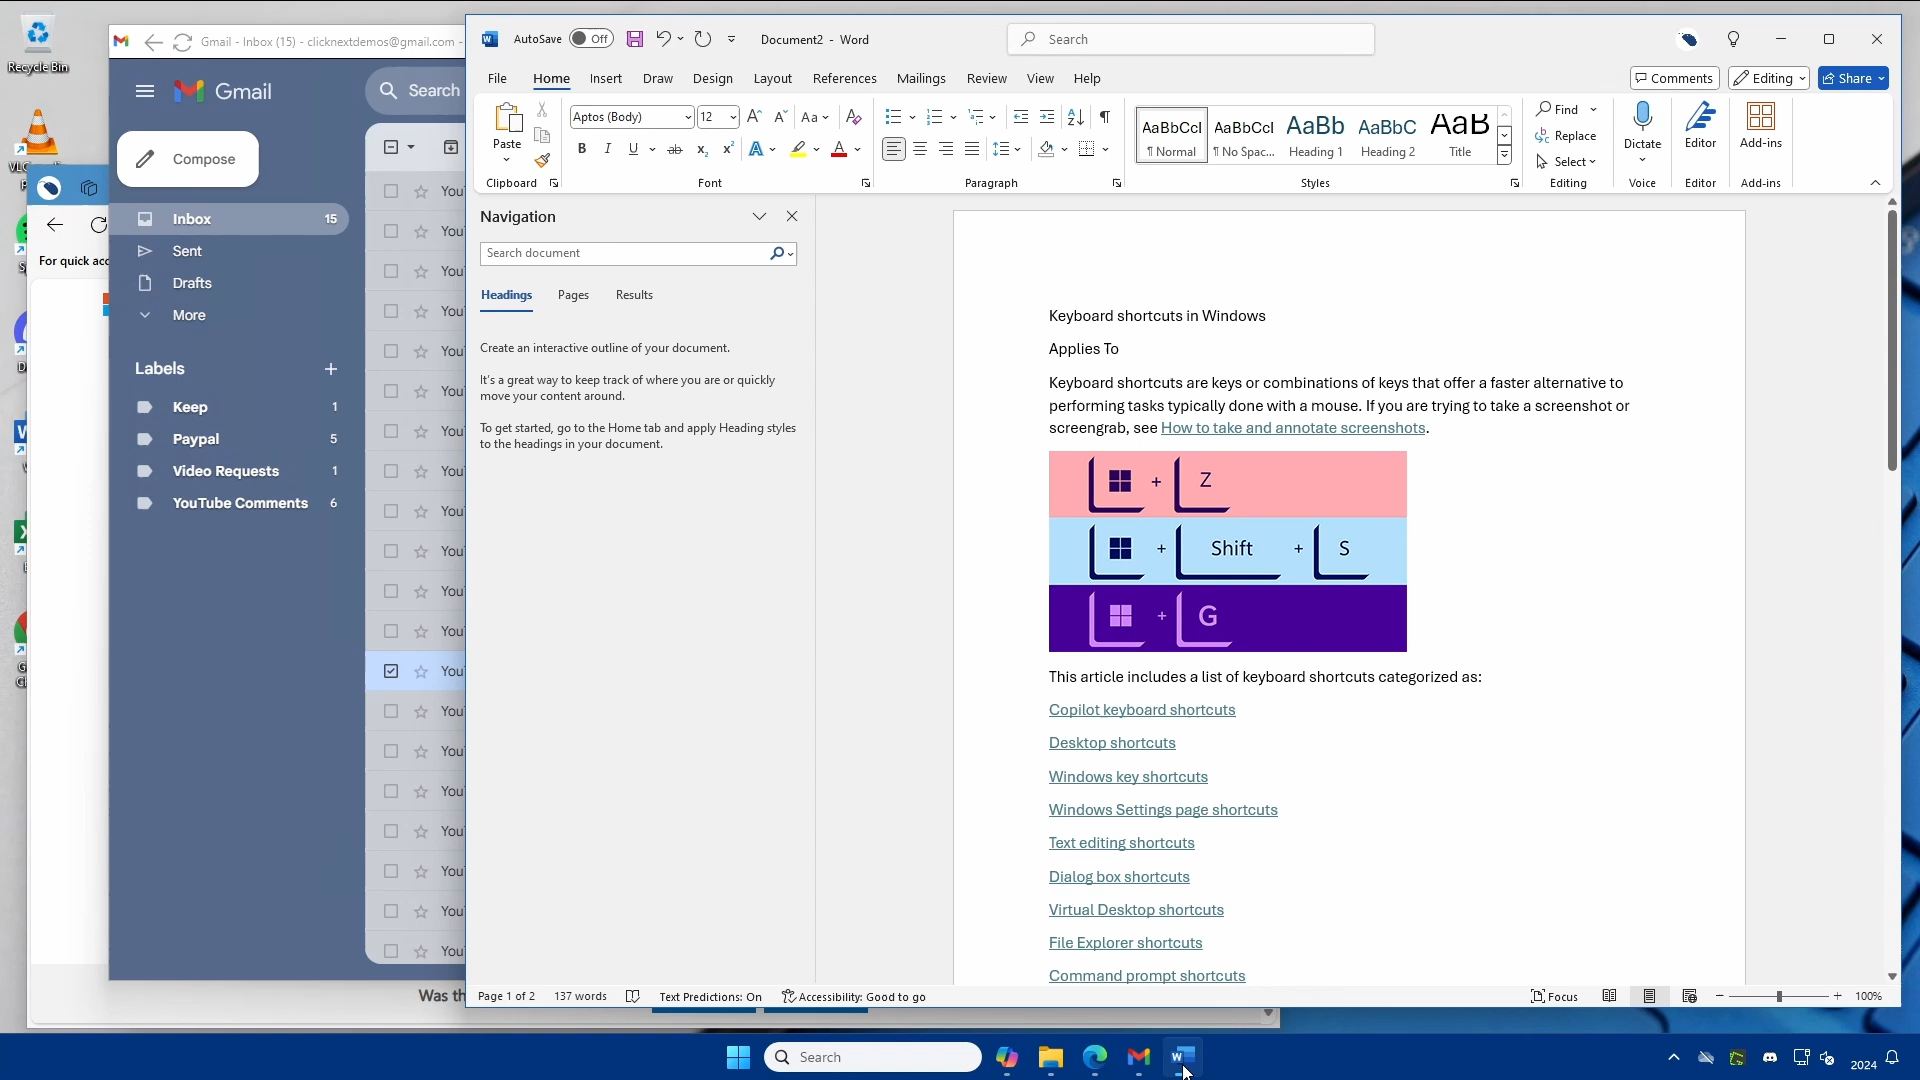 Recycle Bin
Gmail - Inbox (15) - clicknextdemos@gmail.com -
Gmail
Search
Compose
Inbox 15
Sent
Drafts
More
Labels
Keep 1
Paypal 5
Video Requests 1
YouTube Comments 6
For quick acc
Was th
AutoSave Off
Document2 - Word
Search
File Home Insert Draw Design Layout References Mailings Review View Help
Comments Editing Share
Paste
Clipboard
Aptos (Body) 12
Aa
B I U ab x₂ x² A A
Font
Paragraph
AaBbCcI AaBbCcI AaBb AaBbC AaB
¶ Normal ¶ No Spac... Heading 1 Heading 2 Title
Styles
Find
Replace
Select
Editing
Dictate
Voice
Editor
Editor
Add-ins
Add-ins
Navigation
Search document
Headings Pages Results
Create an interactive outline of your document.
It's a great way to keep track of where you are or quickly
move your content around.
To get started, go to the Home tab and apply Heading styles
to the headings in your document.
Keyboard shortcuts in Windows
Applies To
Keyboard shortcuts are keys or combinations of keys that offer a faster alternative to
performing tasks typically done with a mouse. If you are trying to take a screenshot or
screengrab, see How to take and annotate screenshots.
+ Z
+ Shift + S
+ G
This article includes a list of keyboard shortcuts categorized as:
Copilot keyboard shortcuts
Desktop shortcuts
Windows key shortcuts
Windows Settings page shortcuts
Text editing shortcuts
Dialog box shortcuts
Virtual Desktop shortcuts
File Explorer shortcuts
Command prompt shortcuts
Page 1 of 2 137 words Text Predictions: On Accessibility: Good to go
Focus 100%
Search
2024